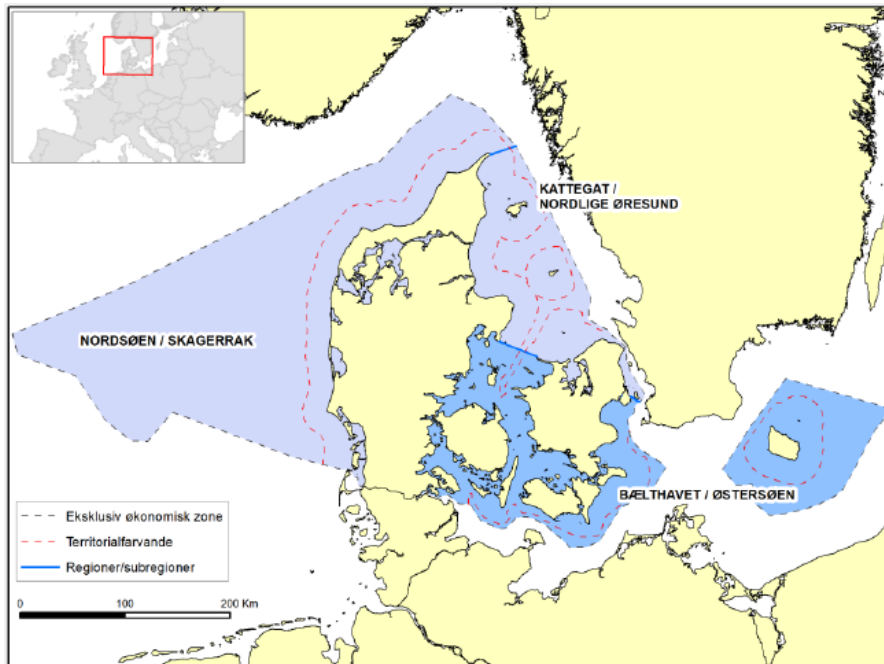 KATTEGAT /
NORDLIGE ØRESUND
NORDSØEN / SKAGERRAK
BÆLTHAVET / ØSTERSØEN
Eksklusiv økonomisk zone
Territorialfarvande
Regioner/subregioner
0 100 200 Km